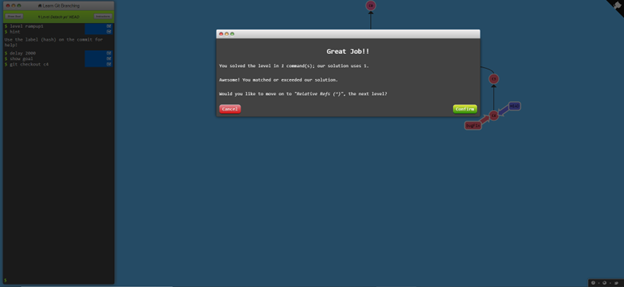 Learn Git Branching
$ level rampup1
$ hint
Use the label (hash) on the commit for
help!
$ delay 2000
$ show goal
$ git checkout c4
$
Great Job!!
You solved the level in 1 command(s); our solution uses 1.
Awesome! You matched or exceeded our solution.
Would you like to move on to "Relative Refs (^)", the next level?
Cancel
Confirm